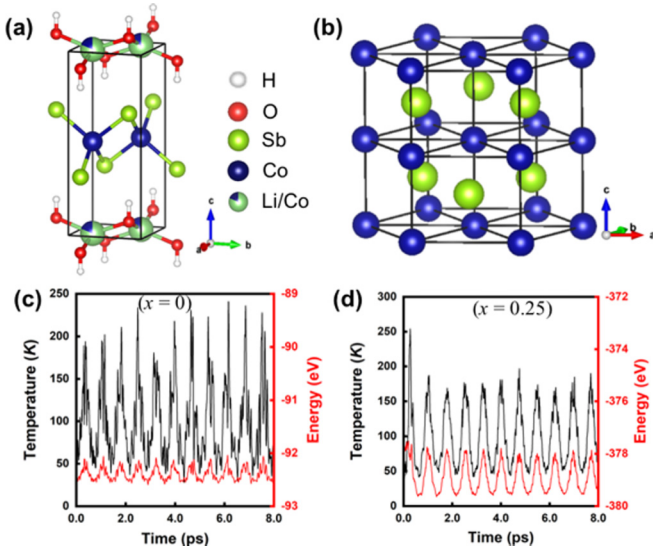 (a)
H
O
Sb
Co
Li/Co
c
a
b
(b)
c
b
a
(c)
(x = 0)
Temperature (K)
250
200
150
100
50
0
-89
-90
-91
-92
-93
Energy (eV)
0.0 2.0 4.0 6.0 8.0
Time (ps)
(d)
(x = 0.25)
Temperature (K)
300
250
200
150
100
50
0
-372
-375
-376
-378
-380
Energy (eV)
0.0 2.0 4.0 6.0 8.0
Time (ps)